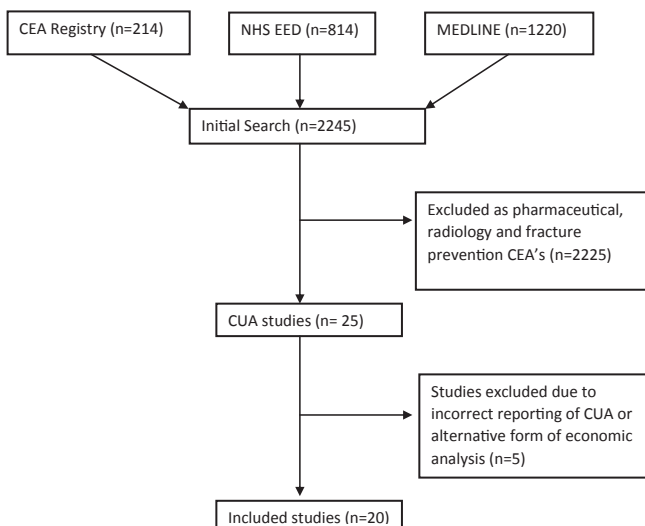 CEA Registry (n=214)
NHS EED (n=814)
MEDLINE (n=1220)
Initial Search (n=2245)
Excluded as pharmaceutical,
radiology and fracture
prevention CEA's (n=2225)
CUA studies (n= 25)
Studies excluded due to
incorrect reporting of CUA or
alternative form of economic
analysis (n=5)
Included studies (n=20)